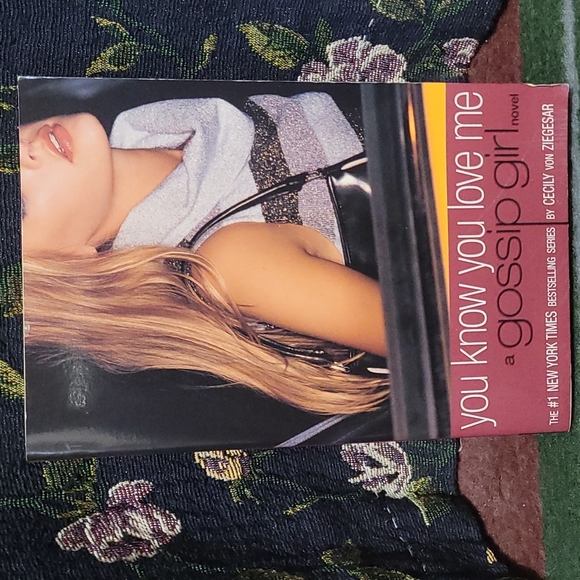 you know you love me
a gossip girl novel
THE #1 NEW YORK TIMES BESTSELLING SERIES BY CECILY VON ZIEGESAR